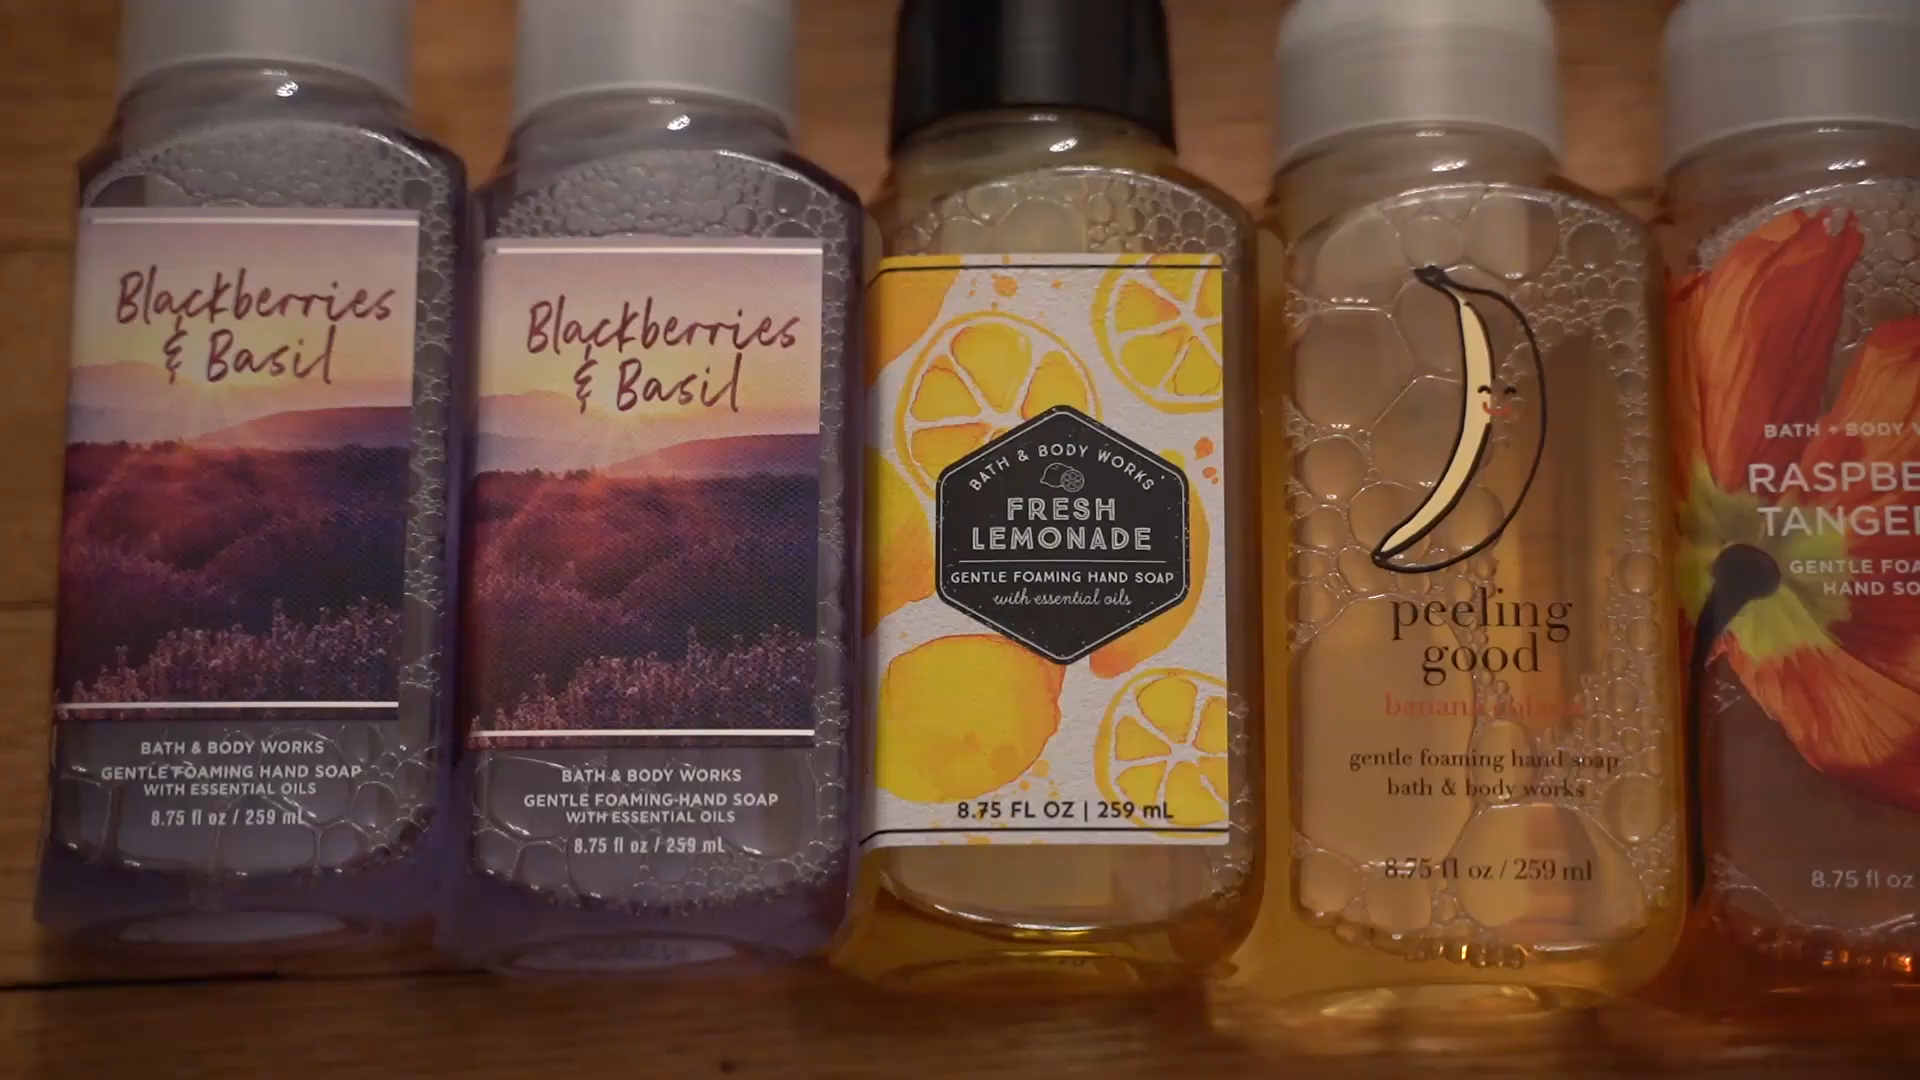 Blackberries
& Basil
BATH & BODY WORKS
GENTLE FOAMING HAND SOAP
WITH ESSENTIAL OILS
8.75 fl oz / 259 mL
Blackberries
& Basil
BATH & BODY WORKS
GENTLE FOAMING HAND SOAP
WITH ESSENTIAL OILS
8.75 fl oz / 259 mL
BATH & BODY WORKS
FRESH
LEMONADE
GENTLE FOAMING HAND SOAP
with essential oils
8.75 FL OZ | 259 mL
peeling
good
gentle foaming hand soap
bath & body works
8.75 fl oz / 259 ml
BATH + BODY
RASPBE
TANGE
GENTLE FOA
HAND SO
8.75 fl oz